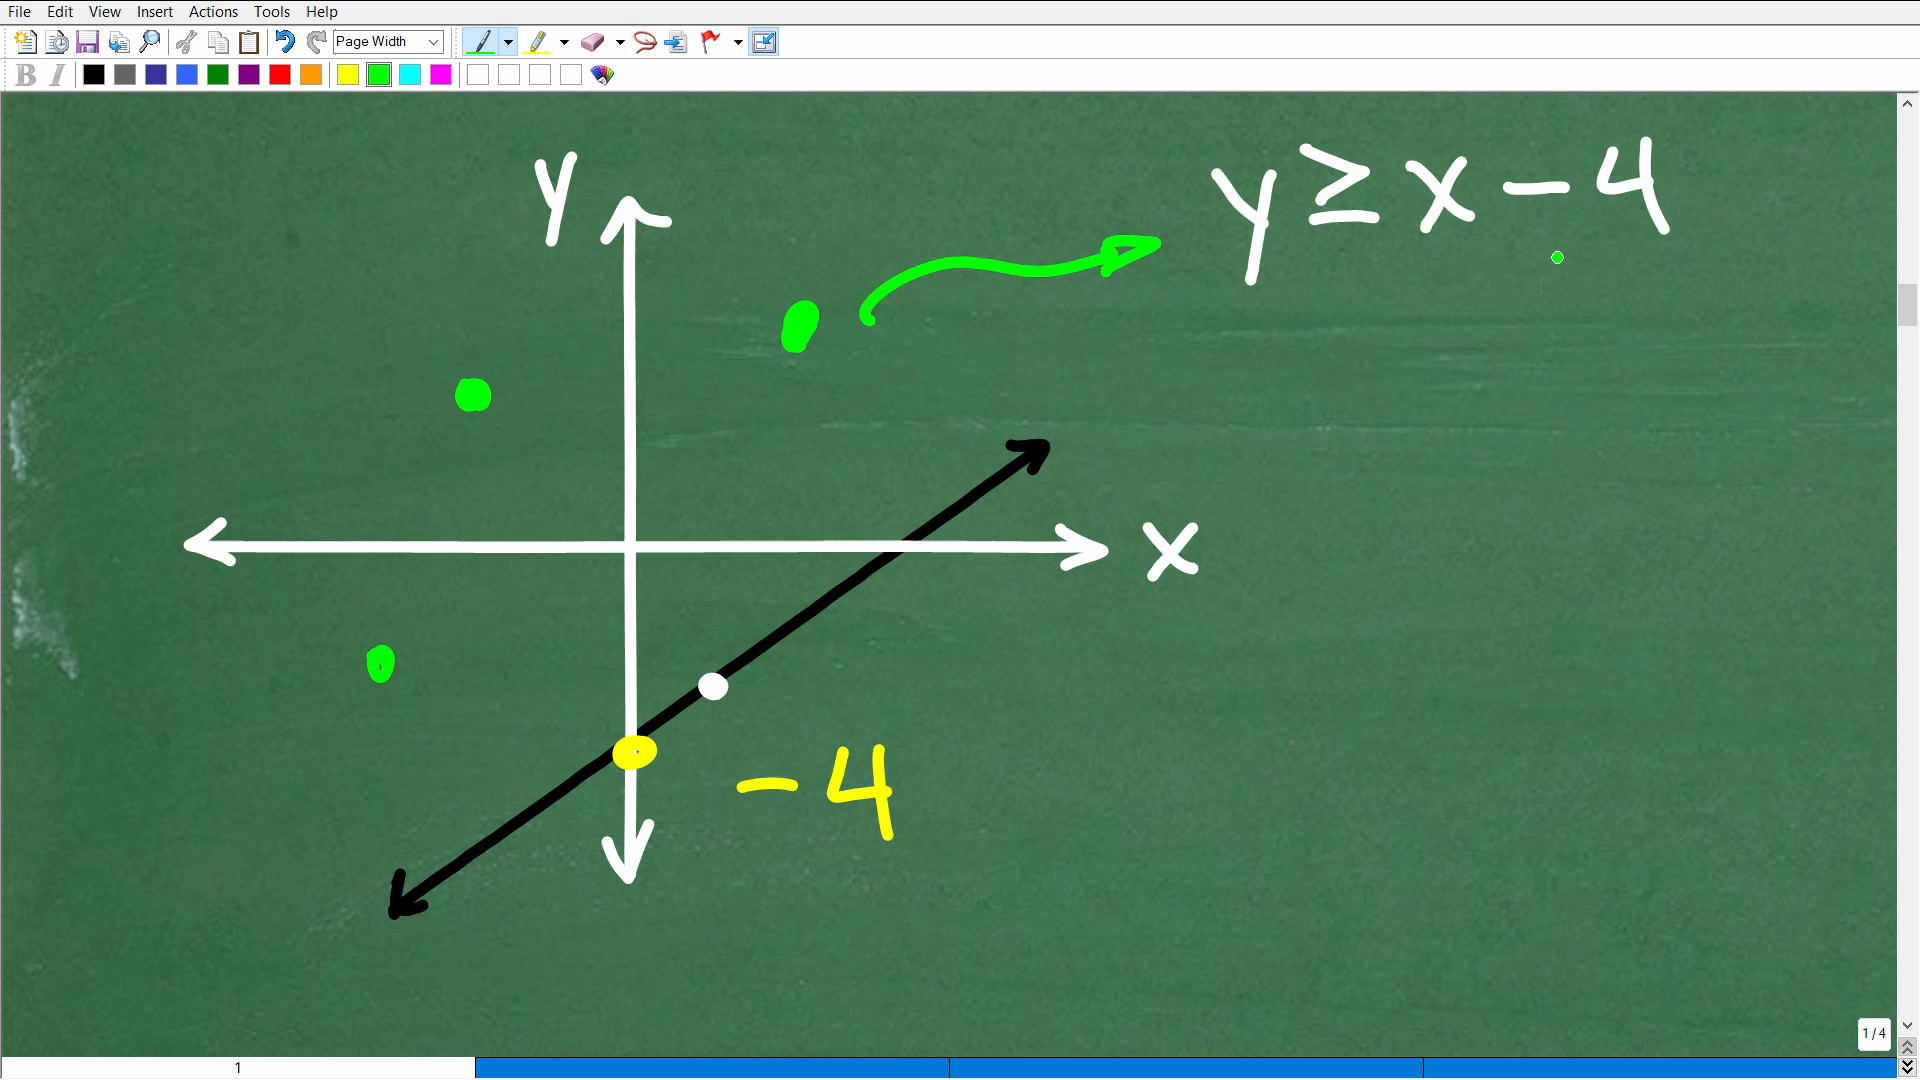 File Edit View Insert Actions Tools Help
Page Width
B I
y
y ≥ x - 4
x
-4
1 / 4
1